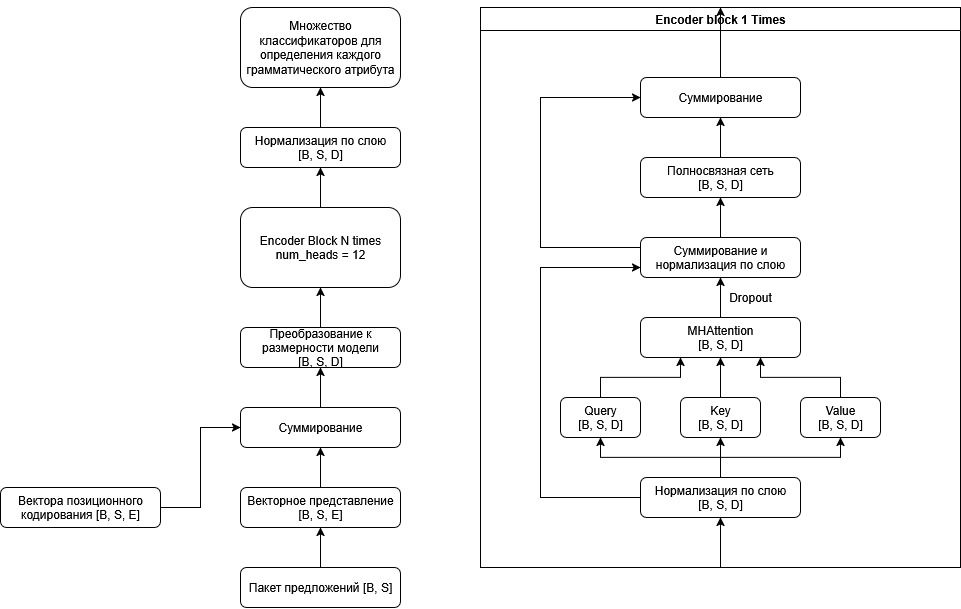 Множество
классификаторов для
определения каждого
грамматического атрибута
Нормализация по слою
[B, S, D]
Encoder Block N times
num_heads = 12
Преобразование к
размерности модели
[B, S, D]
Суммирование
Вектора позиционного
кодирования [B, S, E]
Векторное представление
[B, S, E]
Пакет предложений [B, S]
Encoder block 1 Times
Суммирование
Полносвязная сеть
[B, S, D]
Суммирование и
нормализация по слою
Dropout
MHAttention
[B, S, D]
Query
[B, S, D]
Key
[B, S, D]
Value
[B, S, D]
Нормализация по слою
[B, S, D]